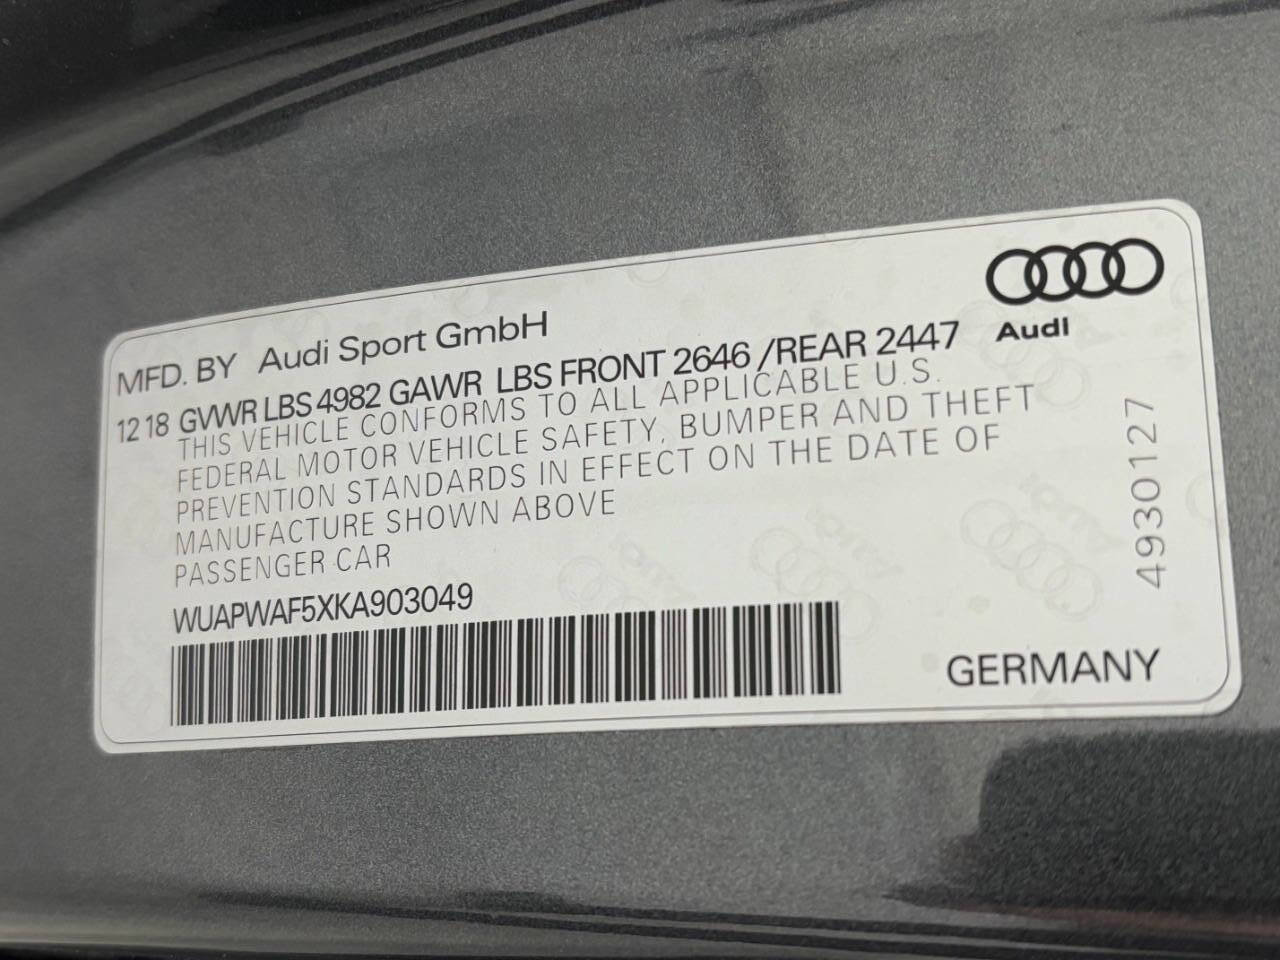 MFD. BY Audi Sport GmbH
12 18 GVWR LBS 4982 GAWR LBS FRONT 2646 /REAR 2447
THIS VEHICLE CONFORMS TO ALL APPLICABLE U.S.
FEDERAL MOTOR VEHICLE SAFETY, BUMPER AND THEFT
PREVENTION STANDARDS IN EFFECT ON THE DATE OF
MANUFACTURE SHOWN ABOVE
PASSENGER CAR
WUAPWAF5XKA903049
Audi
4930127
GERMANY